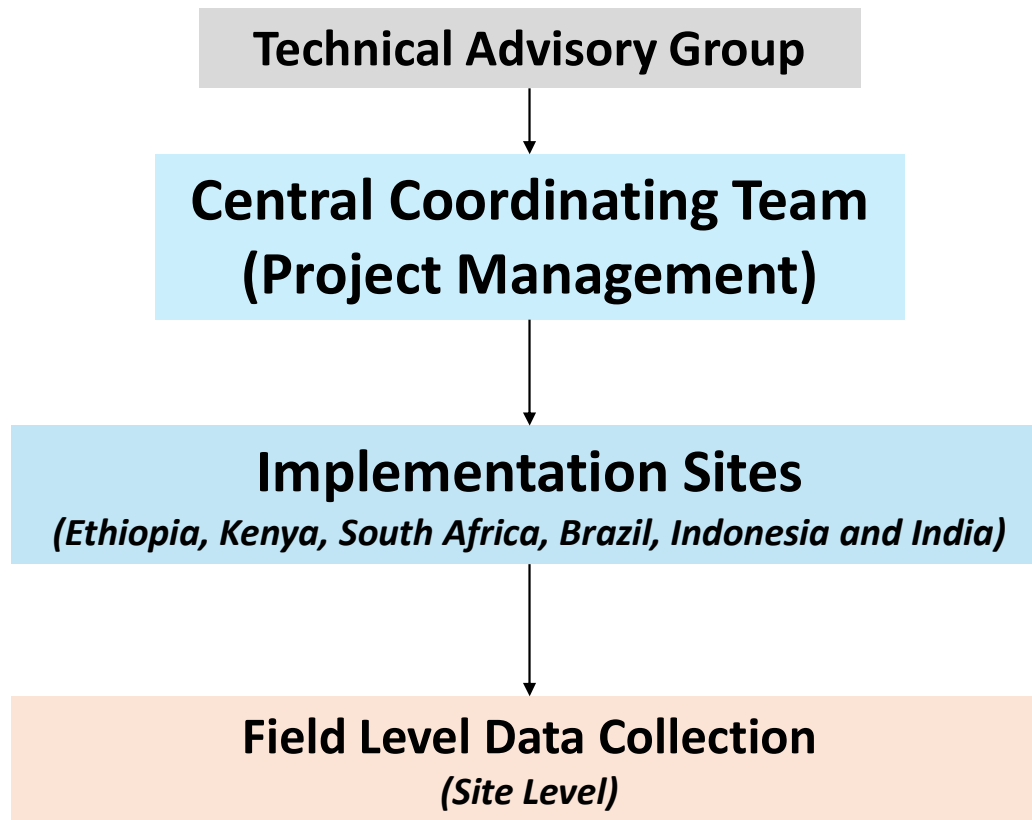 Technical Advisory Group
Central Coordinating Team
(Project Management)
Implementation Sites
(Ethiopia, Kenya, South Africa, Brazil, Indonesia and India)
Field Level Data Collection
(Site Level)